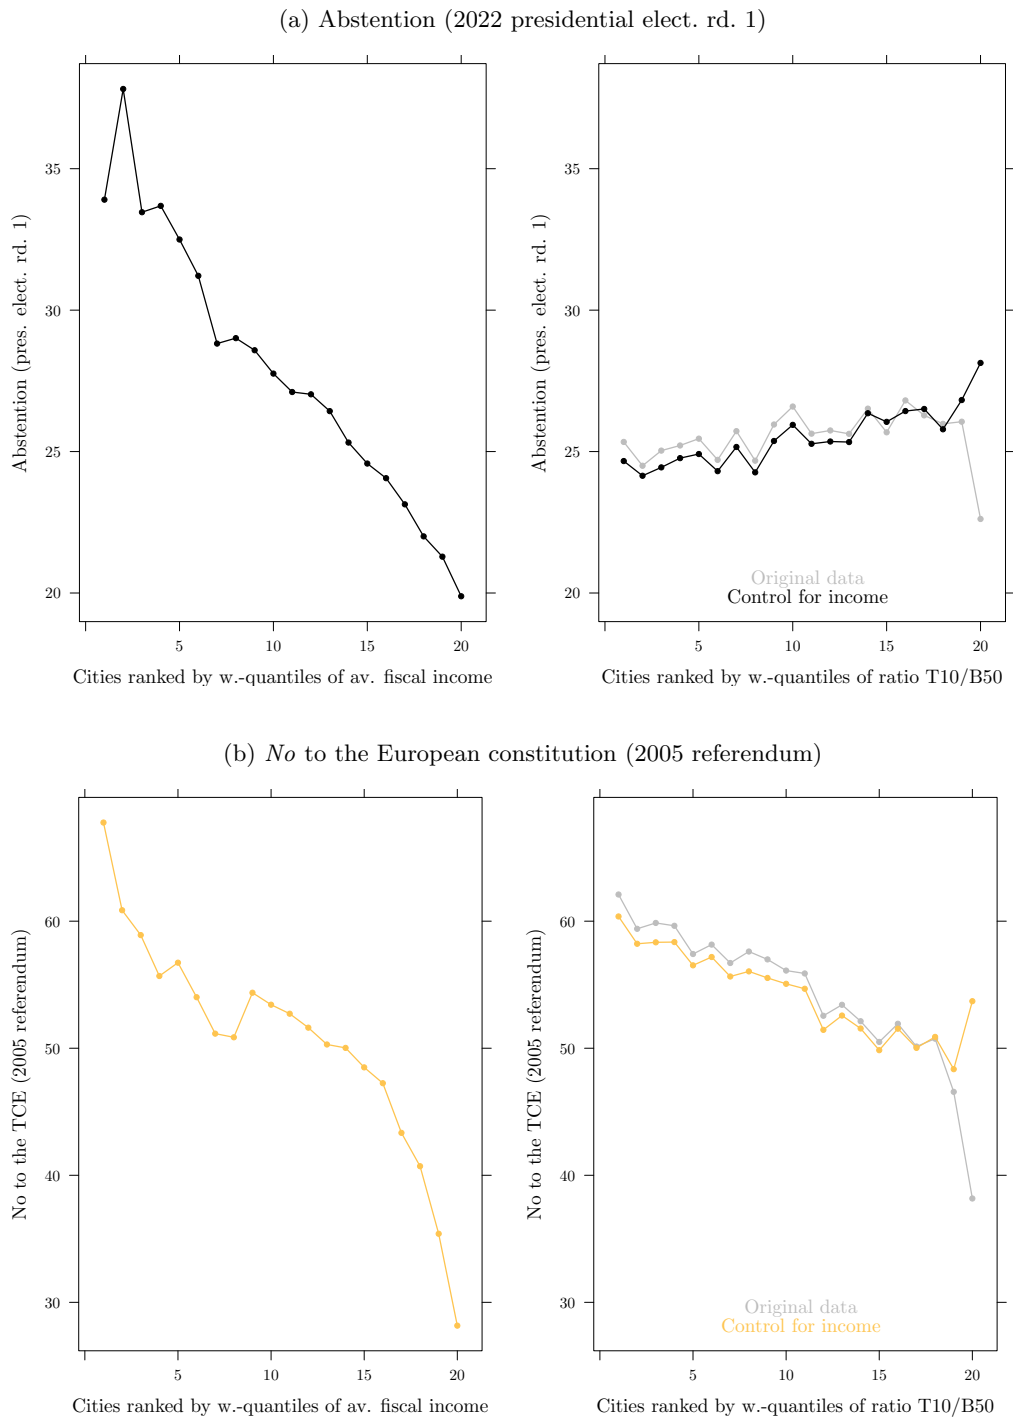 (a) Abstention (2022 presidential elect. rd. 1)
Abstention (pres. elect. rd. 1)
35
30
25
20
5 10 15 20
Cities ranked by w.-quantiles of av. fiscal income
Abstention (pres. elect. rd. 1)
35
30
25
20
Original data
Control for income
5 10 15 20
Cities ranked by w.-quantiles of ratio T10/B50
(b) No to the European constitution (2005 referendum)
No to the TCE (2005 referendum)
60
50
40
30
5 10 15 20
Cities ranked by w.-quantiles of av. fiscal income
No to the TCE (2005 referendum)
60
50
40
30
Original data
Control for income
5 10 15 20
Cities ranked by w.-quantiles of ratio T10/B50